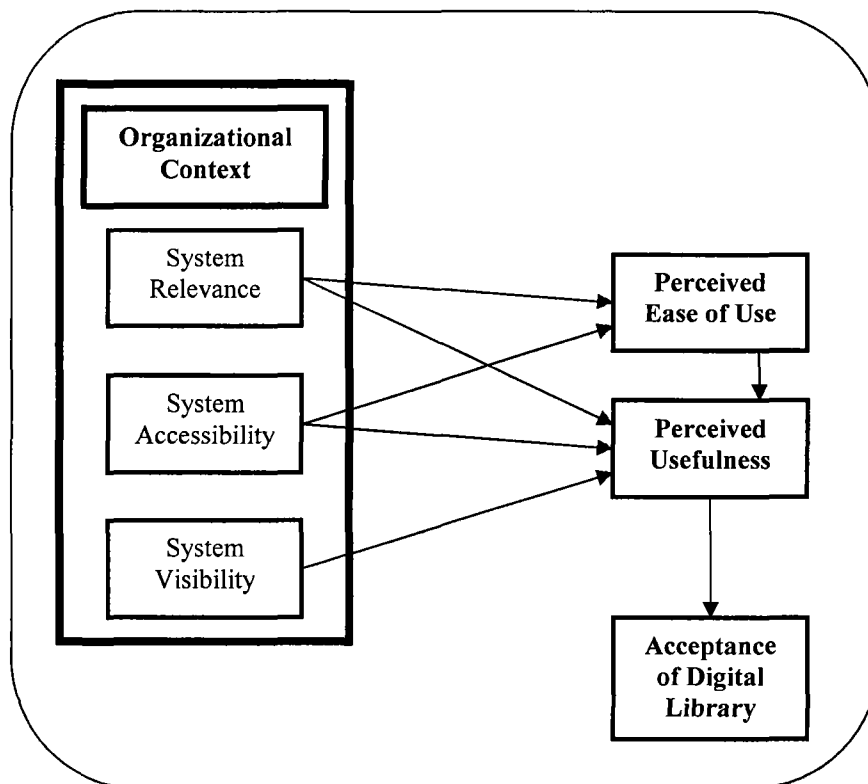 Organizational
Context
System
Relevance
System
Accessibility
System
Visibility
Perceived
Ease of Use
Perceived
Usefulness
Acceptance
of Digital
Library